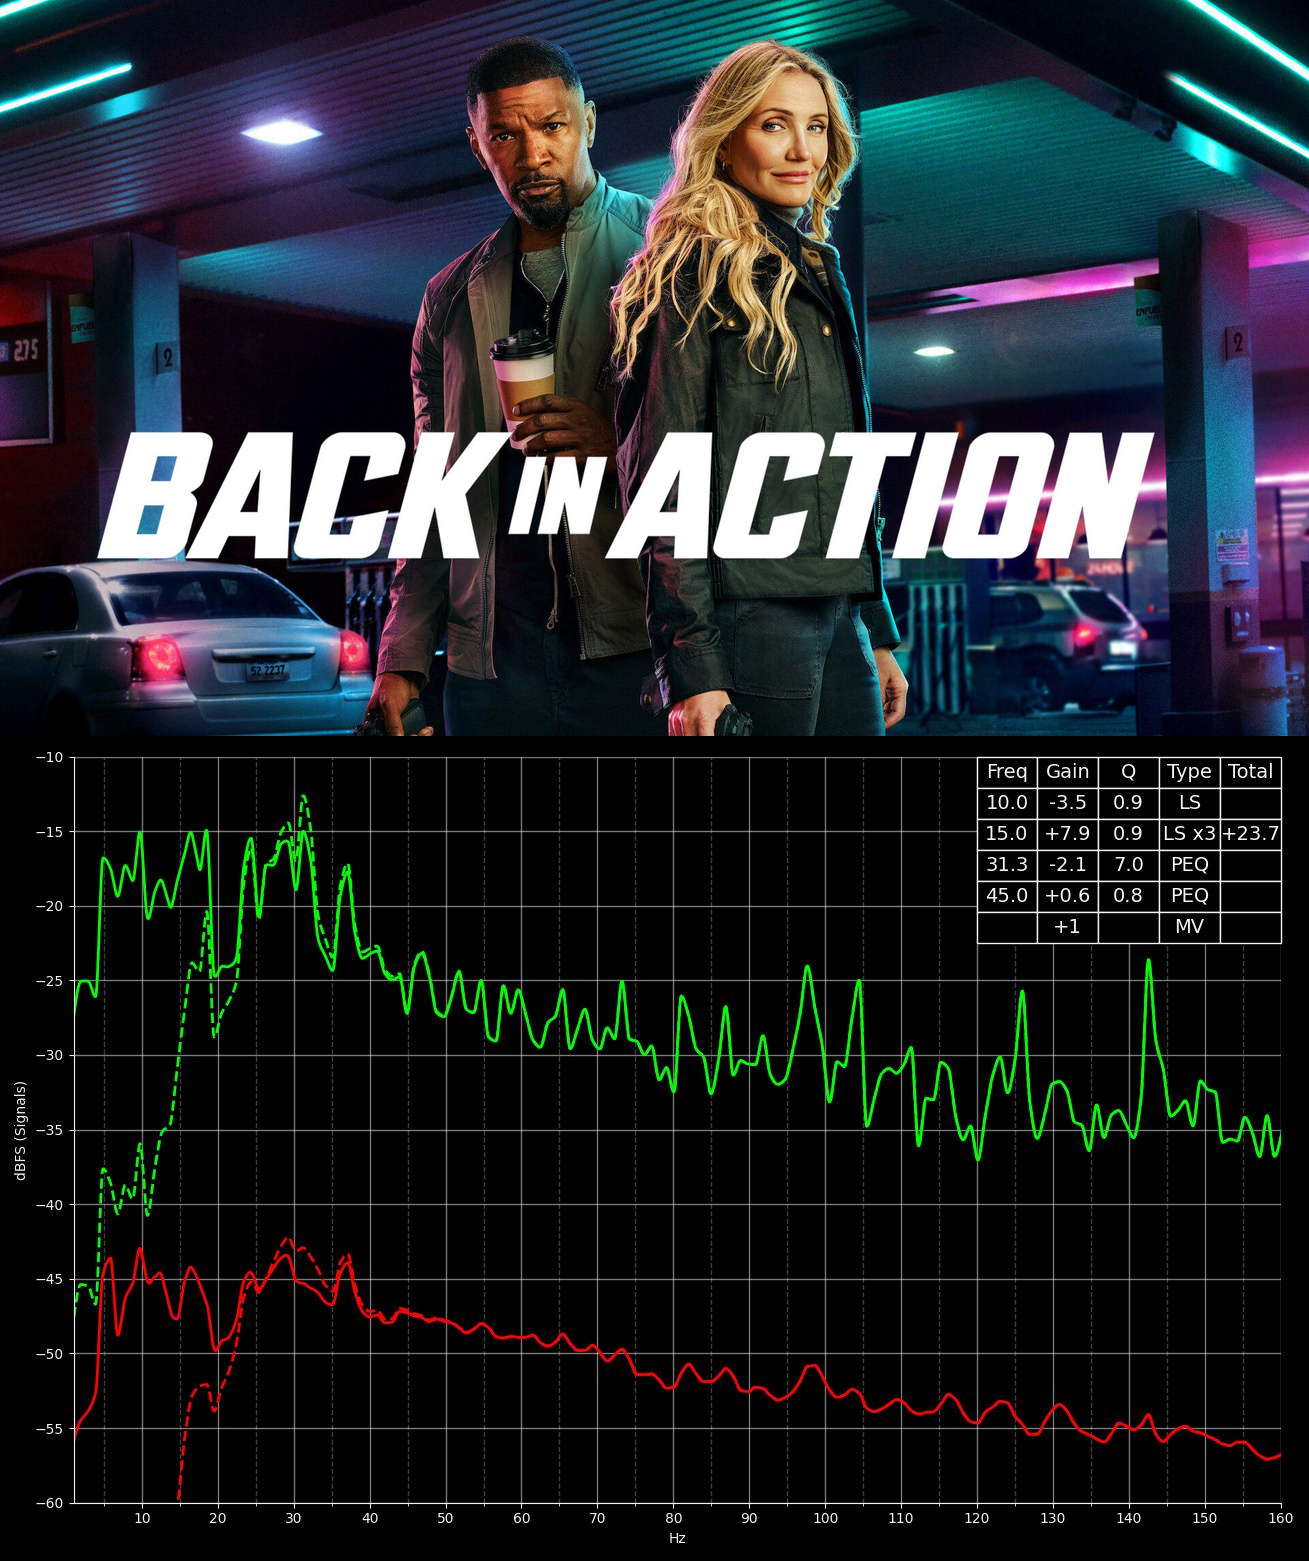 2.75
2
2
BACK IN ACTION
52 2237
Freq Gain Q Type Total
10.0 -3.5 0.9 LS
15.0 +7.9 0.9 LS x3 +23.7
31.3 -2.1 7.0 PEQ
45.0 +0.6 0.8 PEQ
+1 MV
−10
−15
−20
−25
−30
−35
−40
−45
−50
−55
−60
dBFS (Signals)
10 20 30 40 50 60 70 80 90 100 110 120 130 140 150 160
Hz